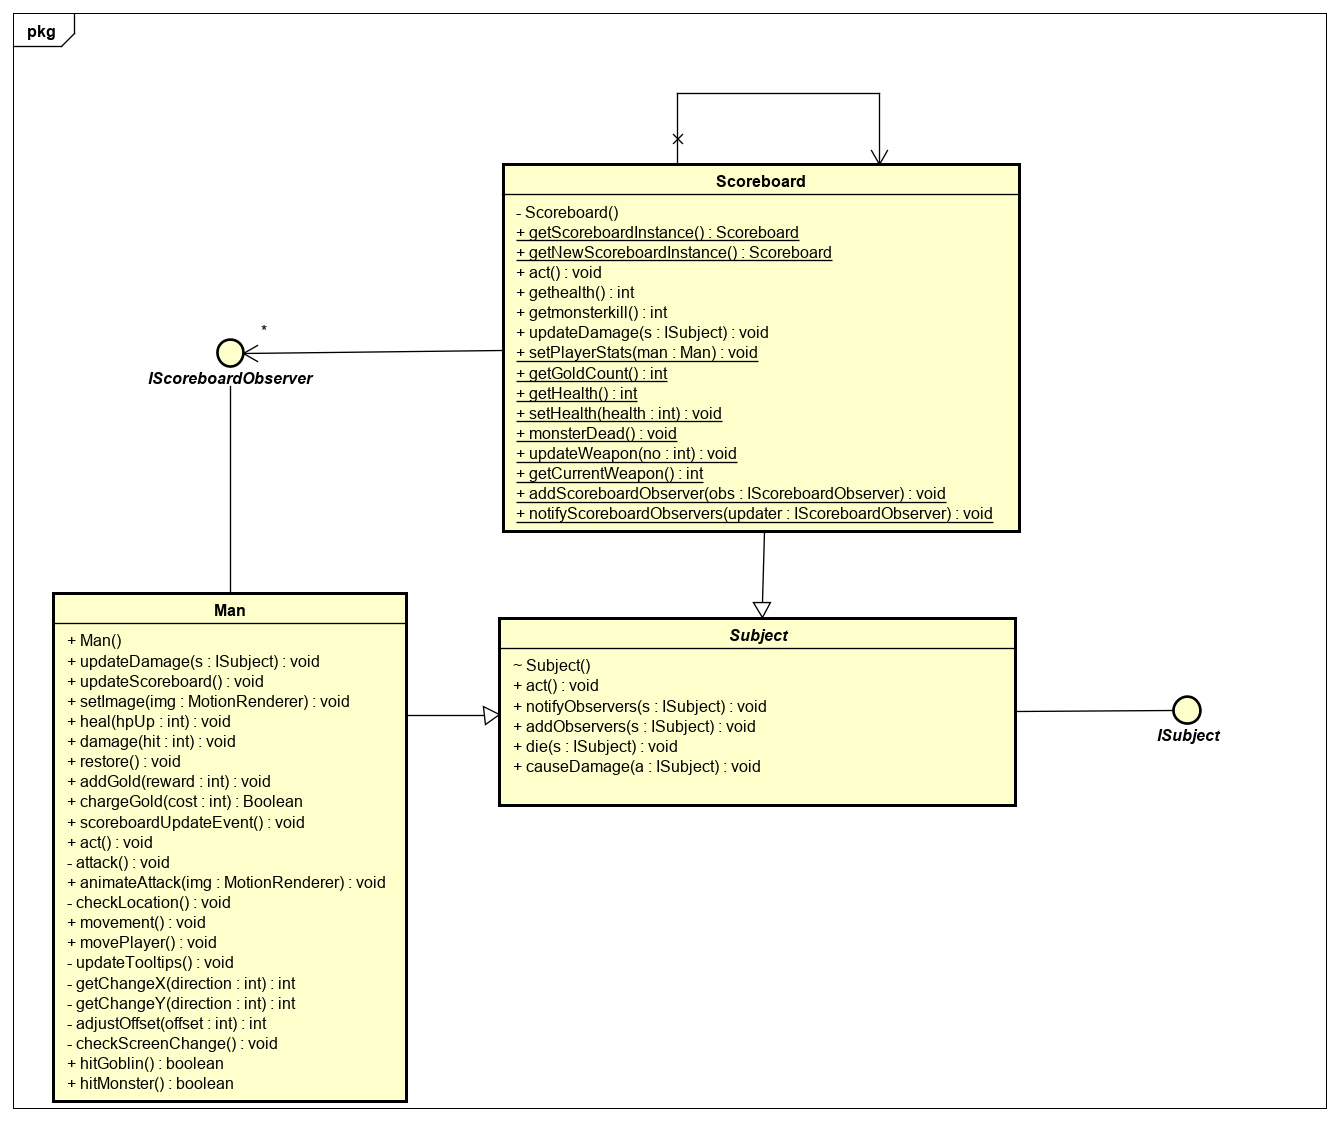 pkg
Scoreboard
- Scoreboard()
+ getScoreboardInstance() : Scoreboard
+ getNewScoreboardInstance() : Scoreboard
+ act() : void
+ gethealth() : int
+ getmonsterkill() : int
+ updateDamage(s : ISubject) : void
+ setPlayerStats(man : Man) : void
+ getGoldCount() : int
+ getHealth() : int
+ setHealth(health : int) : void
+ monsterDead() : void
+ updateWeapon(no : int) : void
+ getCurrentWeapon() : int
+ addScoreboardObserver(obs : IScoreboardObserver) : void
+ notifyScoreboardObservers(updater : IScoreboardObserver) : void
*
IScoreboardObserver
Man
+ Man()
+ updateDamage(s : ISubject) : void
+ updateScoreboard() : void
+ setImage(img : MotionRenderer) : void
+ heal(hpUp : int) : void
+ damage(hit : int) : void
+ restore() : void
+ addGold(reward : int) : void
+ chargeGold(cost : int) : Boolean
+ scoreboardUpdateEvent() : void
+ act() : void
- attack() : void
+ animateAttack(img : MotionRenderer) : void
- checkLocation() : void
+ movement() : void
+ movePlayer() : void
- updateTooltips() : void
- getChangeX(direction : int) : int
- getChangeY(direction : int) : int
- adjustOffset(offset : int) : int
- checkScreenChange() : void
+ hitGoblin() : boolean
+ hitMonster() : boolean
Subject
~ Subject()
+ act() : void
+ notifyObservers(s : ISubject) : void
+ addObservers(s : ISubject) : void
+ die(s : ISubject) : void
+ causeDamage(a : ISubject) : void
ISubject